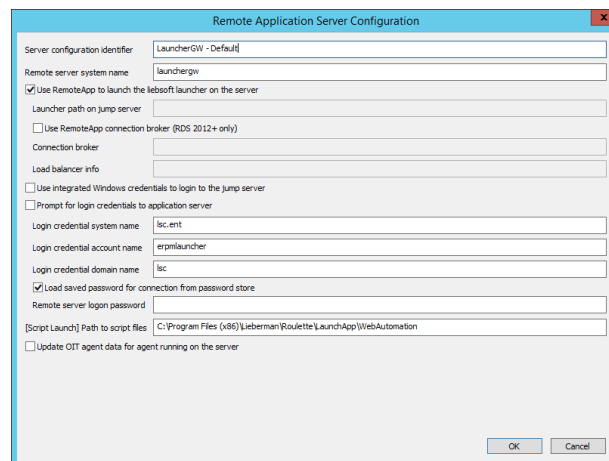 Remote Application Server Configuration
x
Server configuration identifier LauncherGW - Default
Remote server system name launchergw
Use RemoteApp to launch the liebsoft launcher on the server
Launcher path on jump server
Use RemoteApp connection broker (RDS 2012+ only)
Connection broker
Load balancer info
Use integrated Windows credentials to login to the jump server
Prompt for login credentials to application server
Login credential system name lsc.ent
Login credential account name erpmlauncher
Login credential domain name lsc
Load saved password for connection from password store
Remote server logon password
[Script Launch] Path to script files C:\Program Files (x86)\Lieberman\Roulette\LaunchApp\WebAutomation
Update OIT agent data for agent running on the server
OK Cancel